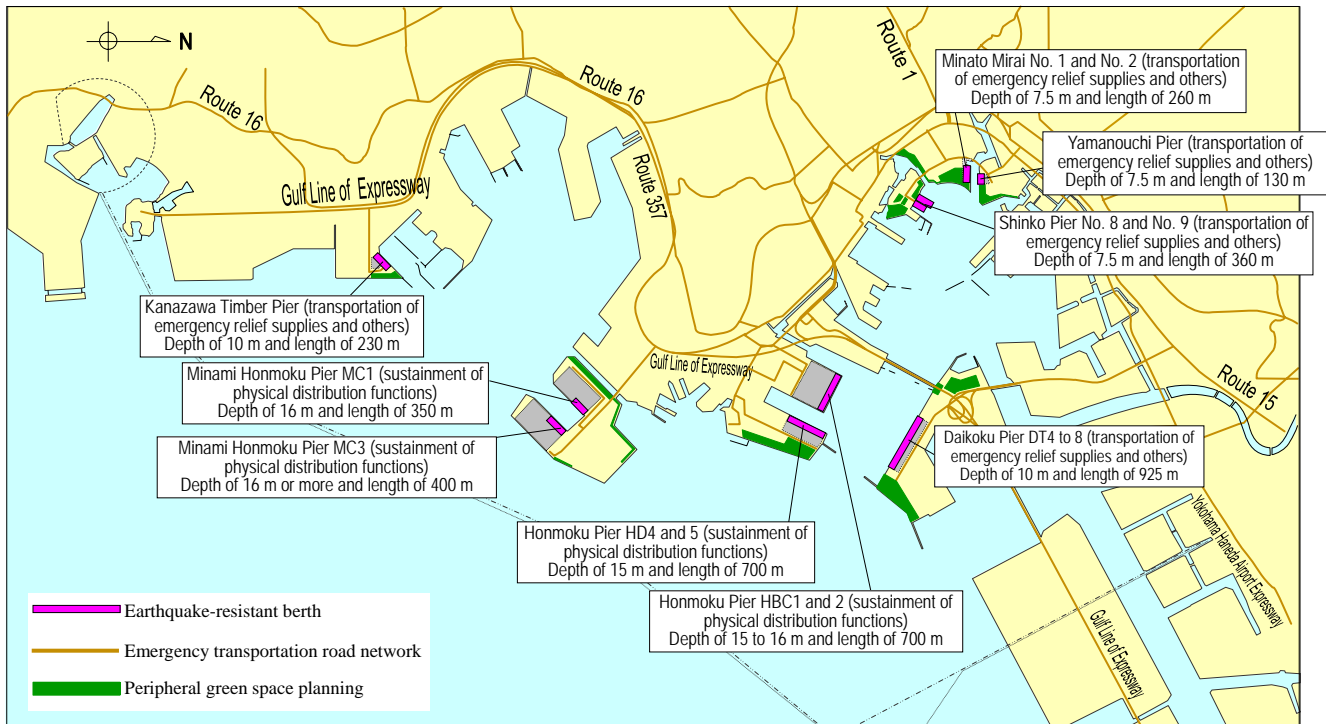 N
Route 1
Minato Mirai No. 1 and No. 2 (transportation
of emergency relief supplies and others)
Depth of 7.5 m and length of 260 m
Route 16
Route 16
Yamanouchi Pier (transportation
of emergency relief supplies and others)
Depth of 7.5 m and length of 130 m
Route 357
Gulf Line of Expressway
Shinko Pier No. 8 and No. 9 (transportation of
emergency relief supplies and others)
Depth of 7.5 m and length of 360 m
Kanazawa Timber Pier (transportation of
emergency relief supplies and others)
Depth of 10 m and length of 230 m
Gulf Line of Expressway
Route 15
Minami Honmoku Pier MC1 (sustainment of
physical distribution functions)
Depth of 16 m and length of 350 m
Minami Honmoku Pier MC3 (sustainment of
physical distribution functions)
Depth of 16 m or more and length of 400 m
Daikoku Pier DT4 to 8 (transportation of
emergency relief supplies and others)
Depth of 10 m and length of 925 m
Yokohama Haneda Airport Expressway
Honmoku Pier HD4 and 5 (sustainment of
physical distribution functions)
Depth of 15 m and length of 700 m
Honmoku Pier HBC1 and 2 (sustainment of
physical distribution functions)
Depth of 15 to 16 m and length of 700 m
Gulf Line of Expressway
Earthquake-resistant berth
Emergency transportation road network
Peripheral green space planning